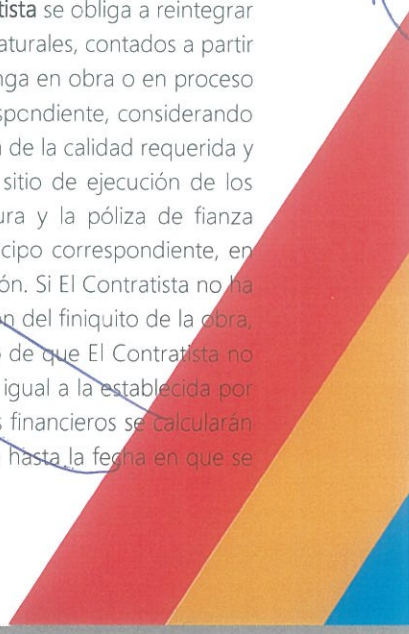 tista se obliga a reintegrar
aturales, contados a partir
nga en obra o en proceso
spondiente, considerando
de la calidad requerida y
sitio de ejecución de los
ura y la póliza de fianza
cipo correspondiente, en
ón. Si El Contratista no ha
n del finiquito de la obra,
de que El Contratista no
igual a la establecida por
s financieros se calcularán
hasta la fecha en que se